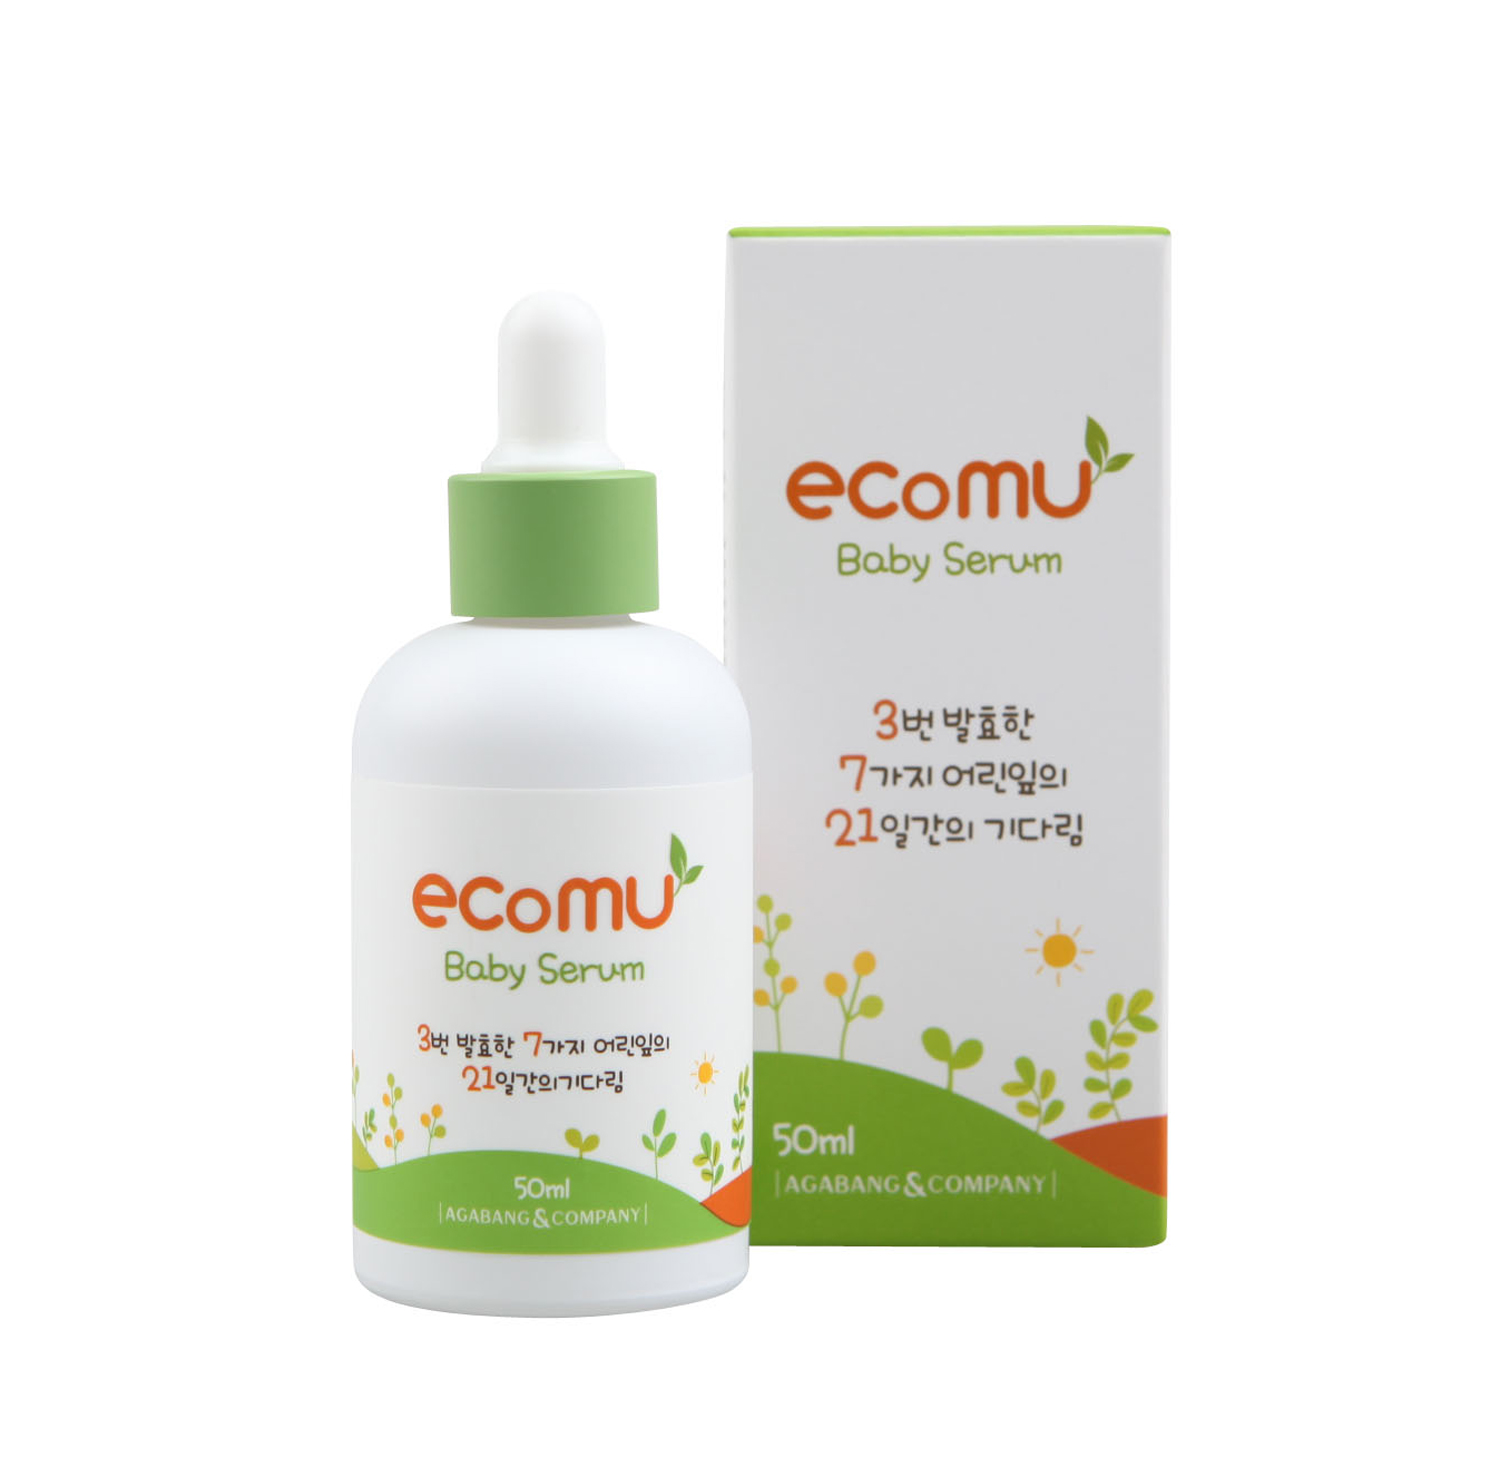 ecomu
Baby Serum
3번 발효한 7가지 어린잎의
21일간의기다림
50ml
AGABANG&COMPANY
ecomu
Baby Serum
3번 발효한
7가지 어린잎의
21일간의 기다림
50ml
AGABANG&COMPANY